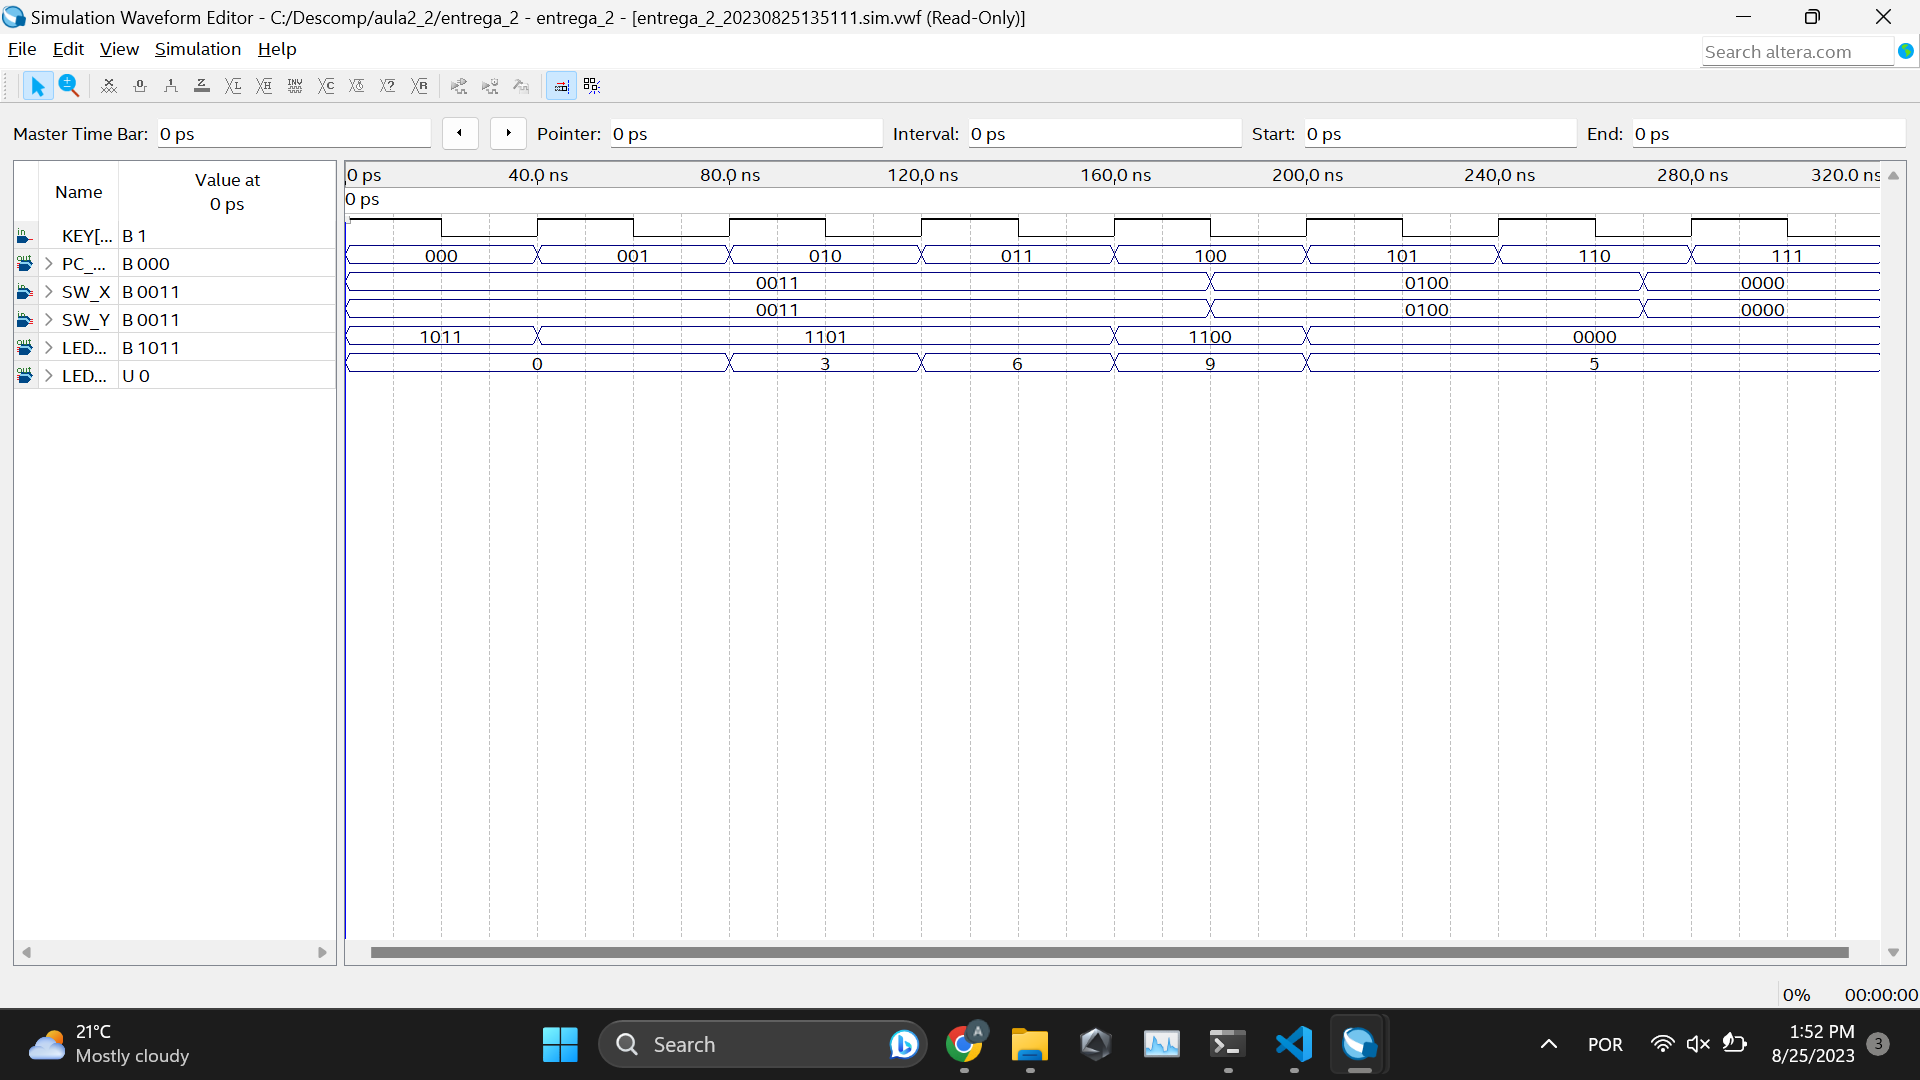 Simulation Waveform Editor - C:/Descomp/aula2_2/entrega_2 - entrega_2 - [entrega_2_20230825135111.sim.vwf (Read-Only)]
File Edit View Simulation Help
Search altera.com
Master Time Bar: 0 ps Pointer: 0 ps Interval: 0 ps Start: 0 ps End: 0 ps
Name
Value at
0 ps
0 ps 40.0 ns 80.0 ns 120,0 ns 160,0 ns 200,0 ns 240,0 ns 280,0 ns 320.0 ns
0 ps
KEY[... B 1
PC_... B 000 000 001 010 011 100 101 110 111
SW_X B 0011 0011 0100 0000
SW_Y B 0011 0011 0100 0000
LED... B 1011 1011 1101 1100 0000
LED... U 0 0 3 6 9 5
0% 00:00:00
21°C
Mostly cloudy
Search
A
POR
1:52 PM
8/25/2023
3